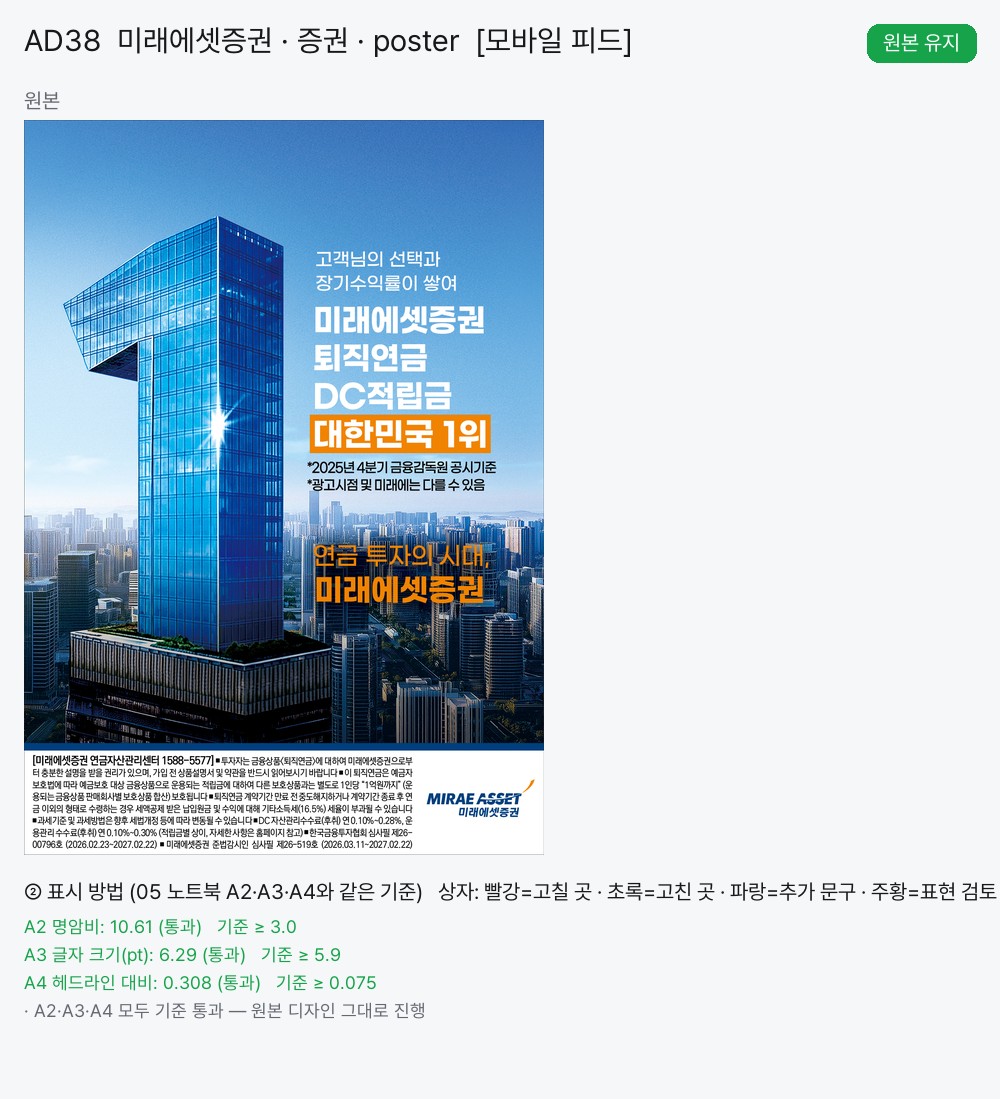 AD38 미래에셋증권 · 증권 · poster [모바일 피드]
원본 유지
원본
고객님의 선택과
장기수익률이 쌓여
미래에셋증권
퇴직연금
DC적립금
대한민국 1위
*2025년 4분기 금융감독원 공시기준
*광고시점 및 미래에는 다를 수 있음
연금 투자의 시대,
미래에셋증권
[미래에셋증권 연금자산관리센터 1588-5577] ■ 투자자는 금융상품(퇴직연금)에 대하여 미래에셋증권으로부
터 충분한 설명을 받을 권리가 있으며, 가입 전 상품설명서 및 약관을 반드시 읽어보시기 바랍니다 ■ 이 퇴직연금은 예금자
보호법에 따라 예금보호 대상 금융상품으로 운용되는 적립금에 대하여 다른 보호상품과는 별도로 1인당 "1억원까지" (운
용되는 금융상품 판매회사별 보호상품 합산) 보호됩니다 ■ 퇴직연금 계약기간 만료 전 중도해지하거나 계약기간 종료 후 연
금 이외의 형태로 수령하는 경우 세액공제 받은 납입원금 및 수익에 대해 기타소득세(16.5%) 세율이 부과될 수 있습니다
■ 과세기준 및 과세방법은 향후 세법개정 등에 따라 변동될 수 있습니다 ■ DC 자산관리수수료(후취) 연 0.10%~0.28%, 운
용관리 수수료(후취) 연 0.10%~0.30% (적립금별 상이, 자세한 사항은 홈페이지 참고) ■ 한국금융투자협회 심사필 제26-
00796호 (2026.02.23~2027.02.22) ■ 미래에셋증권 준법감시인 심사필 제26-519호 (2026.03.11~2027.02.22)
MIRAE ASSET
미래에셋증권
② 표시 방법 (05 노트북 A2·A3·A4와 같은 기준) 상자: 빨강=고칠 곳 · 초록=고친 곳 · 파랑=추가 문구 · 주황=표현 검토
A2 명암비: 10.61 (통과) 기준 ≥ 3.0
A3 글자 크기(pt): 6.29 (통과) 기준 ≥ 5.9
A4 헤드라인 대비: 0.308 (통과) 기준 ≥ 0.075
· A2·A3·A4 모두 기준 통과 — 원본 디자인 그대로 진행